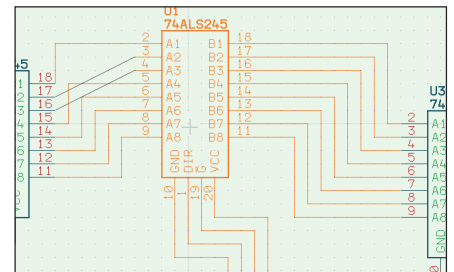 U1
74ALS245
2 A1 B1 18
3 A2 B2 17
4 A3 B3 16
5 A4 B4 15
6 A5 B5 14
7 A6 B6 13
8 A7 B7 12
9 A8 B8 11
GND DIR G VCC
10 1 19 20
45
1 18
2 17
3 16
4 15
5 14
6 13
7 12
8 11
U3
74
2 A1
3 A2
4 A3
5 A4
6 A5
7 A6
8 A7
9 A8
GND